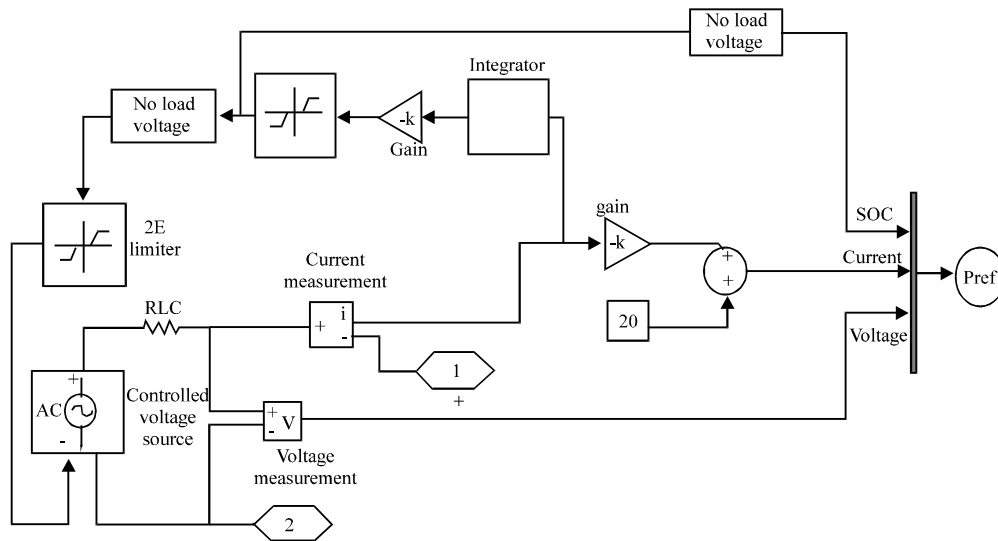 No load
voltage
Integrator
No load
voltage
-k
Gain
2E
limiter
gain
-k
SOC
Current
measurement
+
+
Current
Pref
RLC
+
i
-
20
Voltage
1
+
+
AC
-
Controlled
voltage
source
+
-
V
Voltage
measurement
2